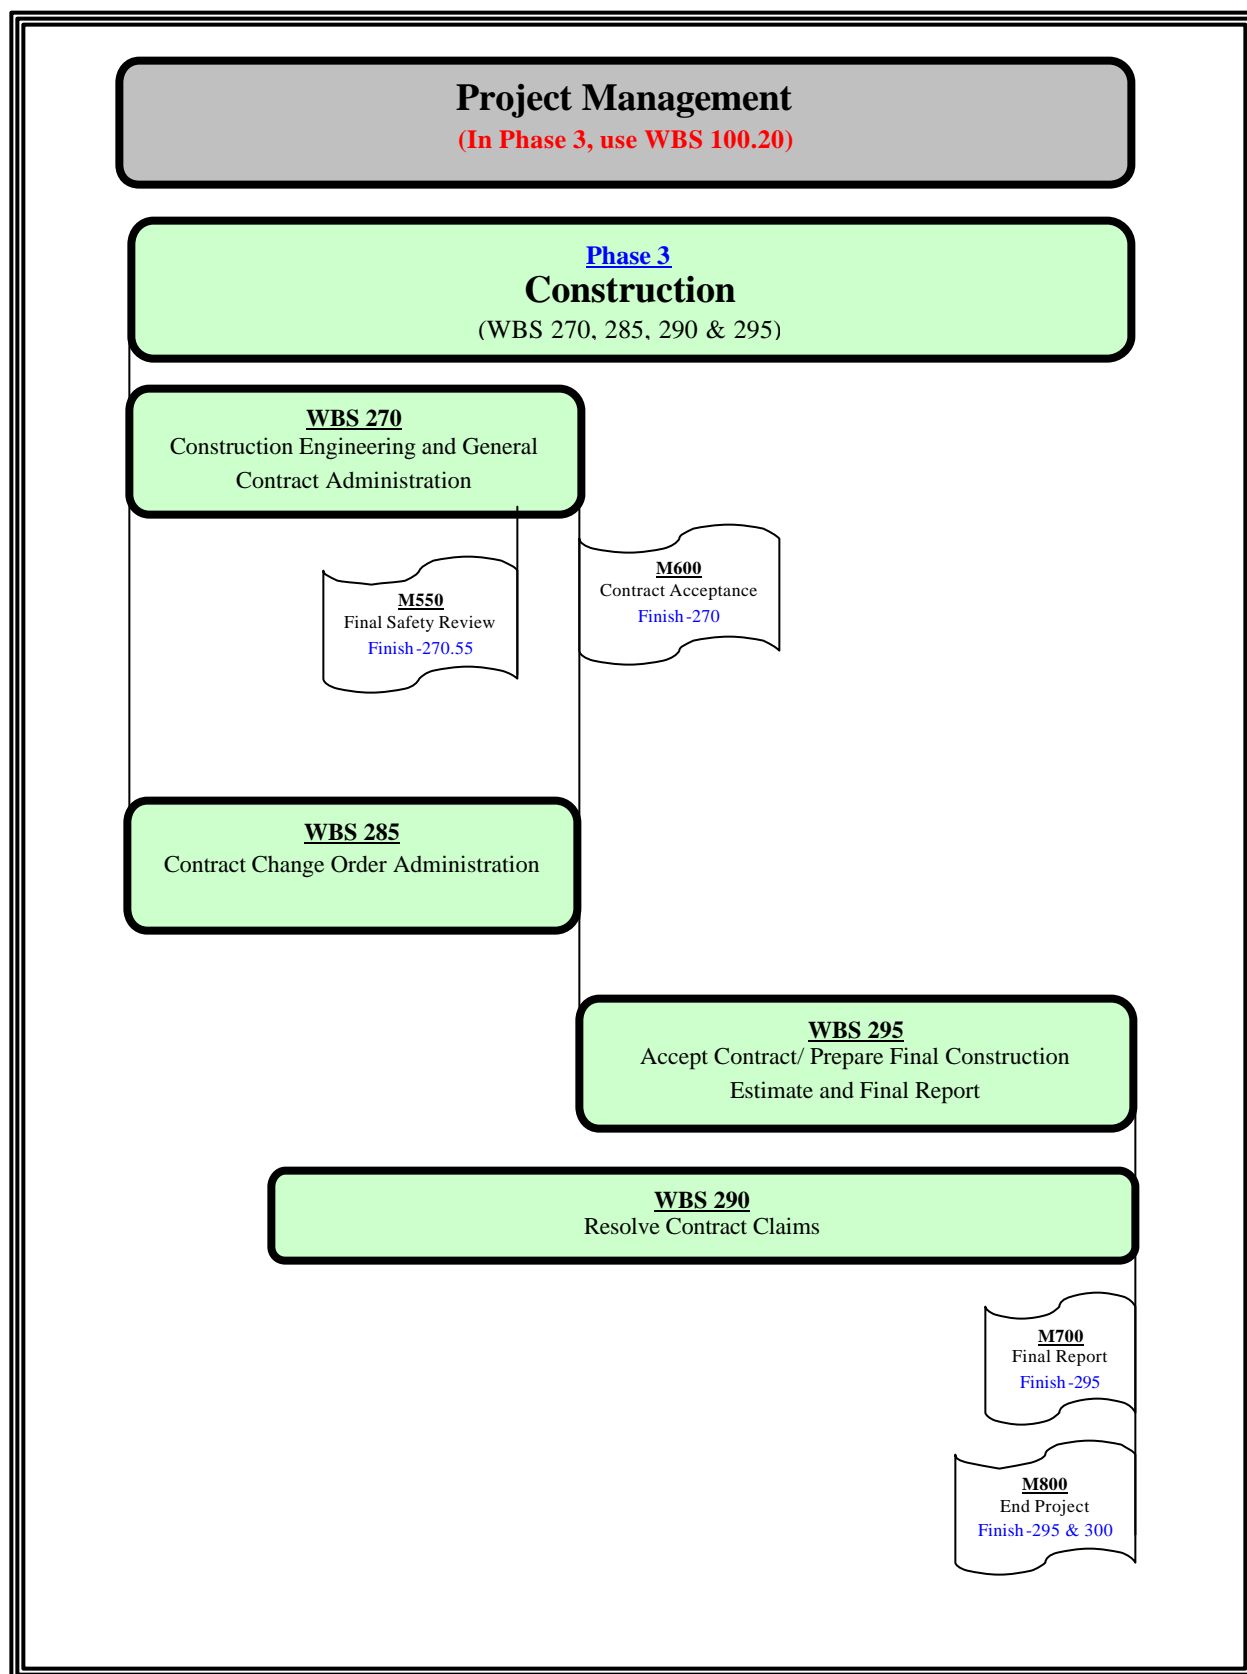 Project Management
(In Phase 3, use WBS 100.20)
Phase 3
Construction
(WBS 270, 285, 290 & 295)
WBS 270
Construction Engineering and General
Contract Administration
M550
Final Safety Review
Finish-270.55
M600
Contract Acceptance
Finish-270
WBS 285
Contract Change Order Administration
WBS 295
Accept Contract/ Prepare Final Construction
Estimate and Final Report
WBS 290
Resolve Contract Claims
M700
Final Report
Finish-295
M800
End Project
Finish-295 & 300